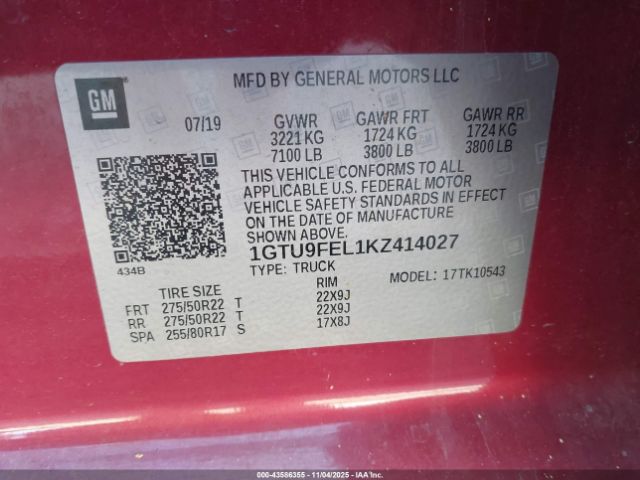 GM
MFD BY GENERAL MOTORS LLC
07/19
GVWR GAWR FRT GAWR RR
3221 KG 1724 KG 1724 KG
7100 LB 3800 LB 3800 LB
THIS VEHICLE CONFORMS TO ALL
APPLICABLE U.S. FEDERAL MOTOR
VEHICLE SAFETY STANDARDS IN EFFECT
ON THE DATE OF MANUFACTURE
SHOWN ABOVE.
434B
1GTU9FEL1KZ414027
TYPE: TRUCK
MODEL: 17TK10543
TIRE SIZE RIM
FRT 275/50R22 T 22X9J
RR 275/50R22 T 22X9J
SPA 255/80R17 S 17X8J
000-43586355 - 11/04/2025 - IAAI.COM